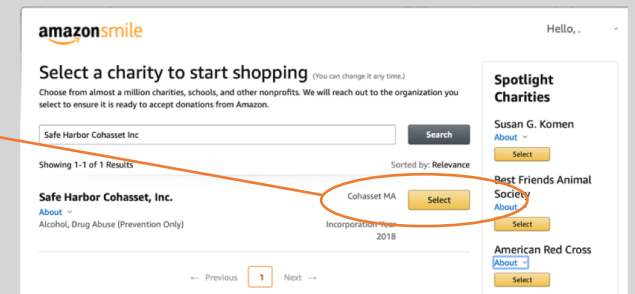 amazonsmile
Hello, .
Select a charity to start shopping (You can change it any time.)
Choose from almost a million charities, schools, and other nonprofits. We will reach out to the organization you
select to ensure it is ready to accept donations from Amazon.
Safe Harbor Cohasset Inc
Search
Showing 1-1 of 1 Results
Sorted by: Relevance
Safe Harbor Cohasset, Inc.
About
Alcohol, Drug Abuse (Prevention Only)
Cohasset MA
Incorporation Year
2018
Select
← Previous 1 Next →
Spotlight
Charities
Susan G. Komen
About
Select
Best Friends Animal
Society
About
Select
American Red Cross
About
Select